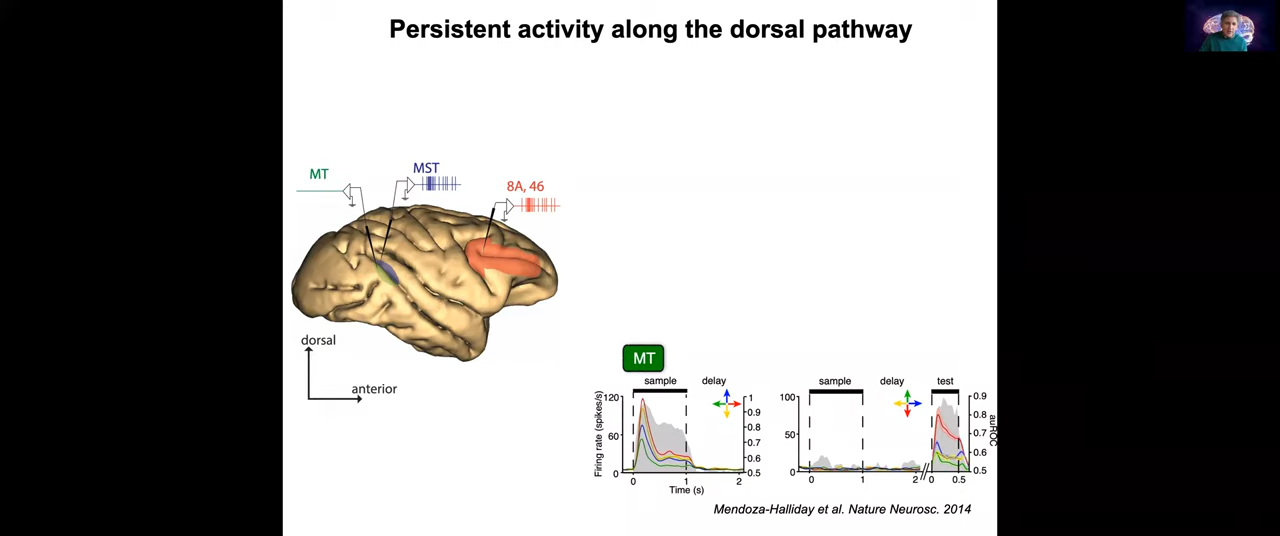 Persistent activity along the dorsal pathway
MT
MST
8A, 46
dorsal
anterior
MT
sample delay
120
60
0
Firing rate (spikes/s)
1
0.9
0.8
0.7
0.6
0.5
0 1 2
Time (s)
sample delay test
100
50
0
0.9
0.8
0.7
0.6
0.5
auROC
0 1 2 0 0.5
Mendoza-Halliday et al. Nature Neurosc. 2014